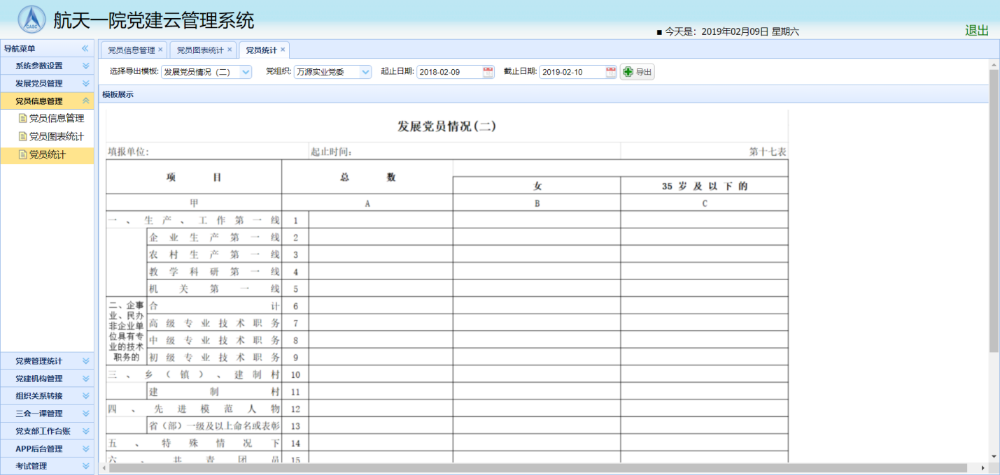 CASC
航天一院党建云管理系统
■ 今天是：2019年02月09日 星期六
退出
导航菜单
系统参数设置
发展党员管理
党员信息管理
党员信息管理
党员图表统计
党员统计
党费管理统计
党建机构管理
组织关系转接
三会一课管理
党支部工作台账
APP后台管理
考试管理
党员信息管理 × 党员图表统计 × 党员统计 ×
选择导出模板: 发展党员情况（二） 党组织: 万源实业党委 起止日期: 2018-02-09 截止日期: 2019-02-10 导出
模板展示
发展党员情况(二)
填报单位: 起止时间: 第十七表
项 目 总 数
女 35 岁 及 以 下 的
甲 A B C
一 、 生 产 、 工 作 第 一 线 1
企 业 生 产 第 一 线 2
农 村 生 产 第 一 线 3
教 学 科 研 第 一 线 4
机 关 第 一 线 5
二、企事
业、民办
非企业单
位具有专
业的技术
职务的
合 计 6
高 级 专 业 技 术 职 务 7
中 级 专 业 技 术 职 务 8
初 级 专 业 技 术 职 务 9
三 、 乡 （ 镇 ） 、 建 制 村 10
建 制 村 11
四 、 先 进 模 范 人 物 12
省（部）一级及以上命名或表彰 13
五 、 特 殊 情 况 下 14
六 、 共 青 团 员 15